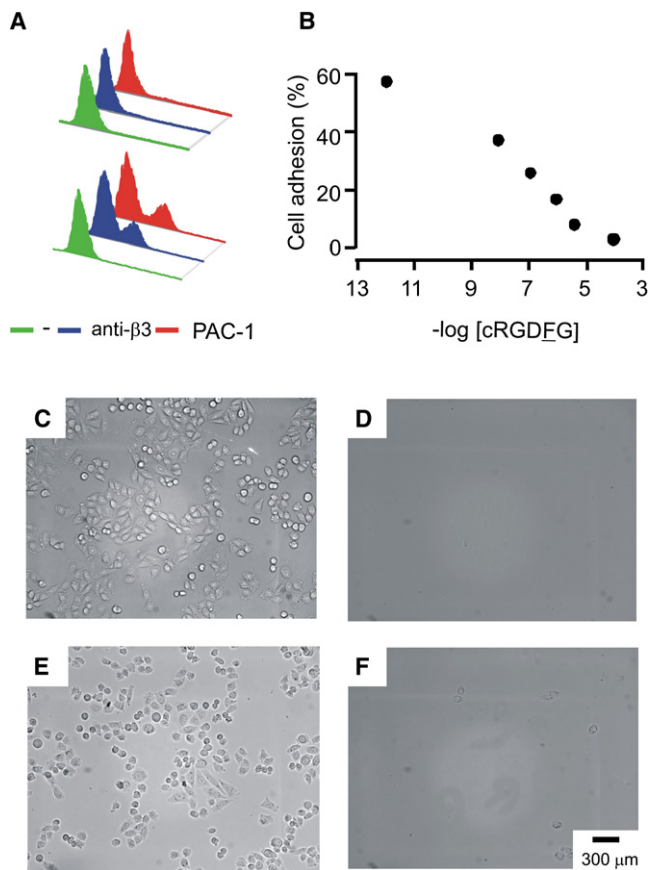 A
B
60
40
20
0
Cell adhesion (%)
13 11 9 7 5 3
- anti-β3 PAC-1
-log [cRGDFG]
C
D
E
F
300 μm